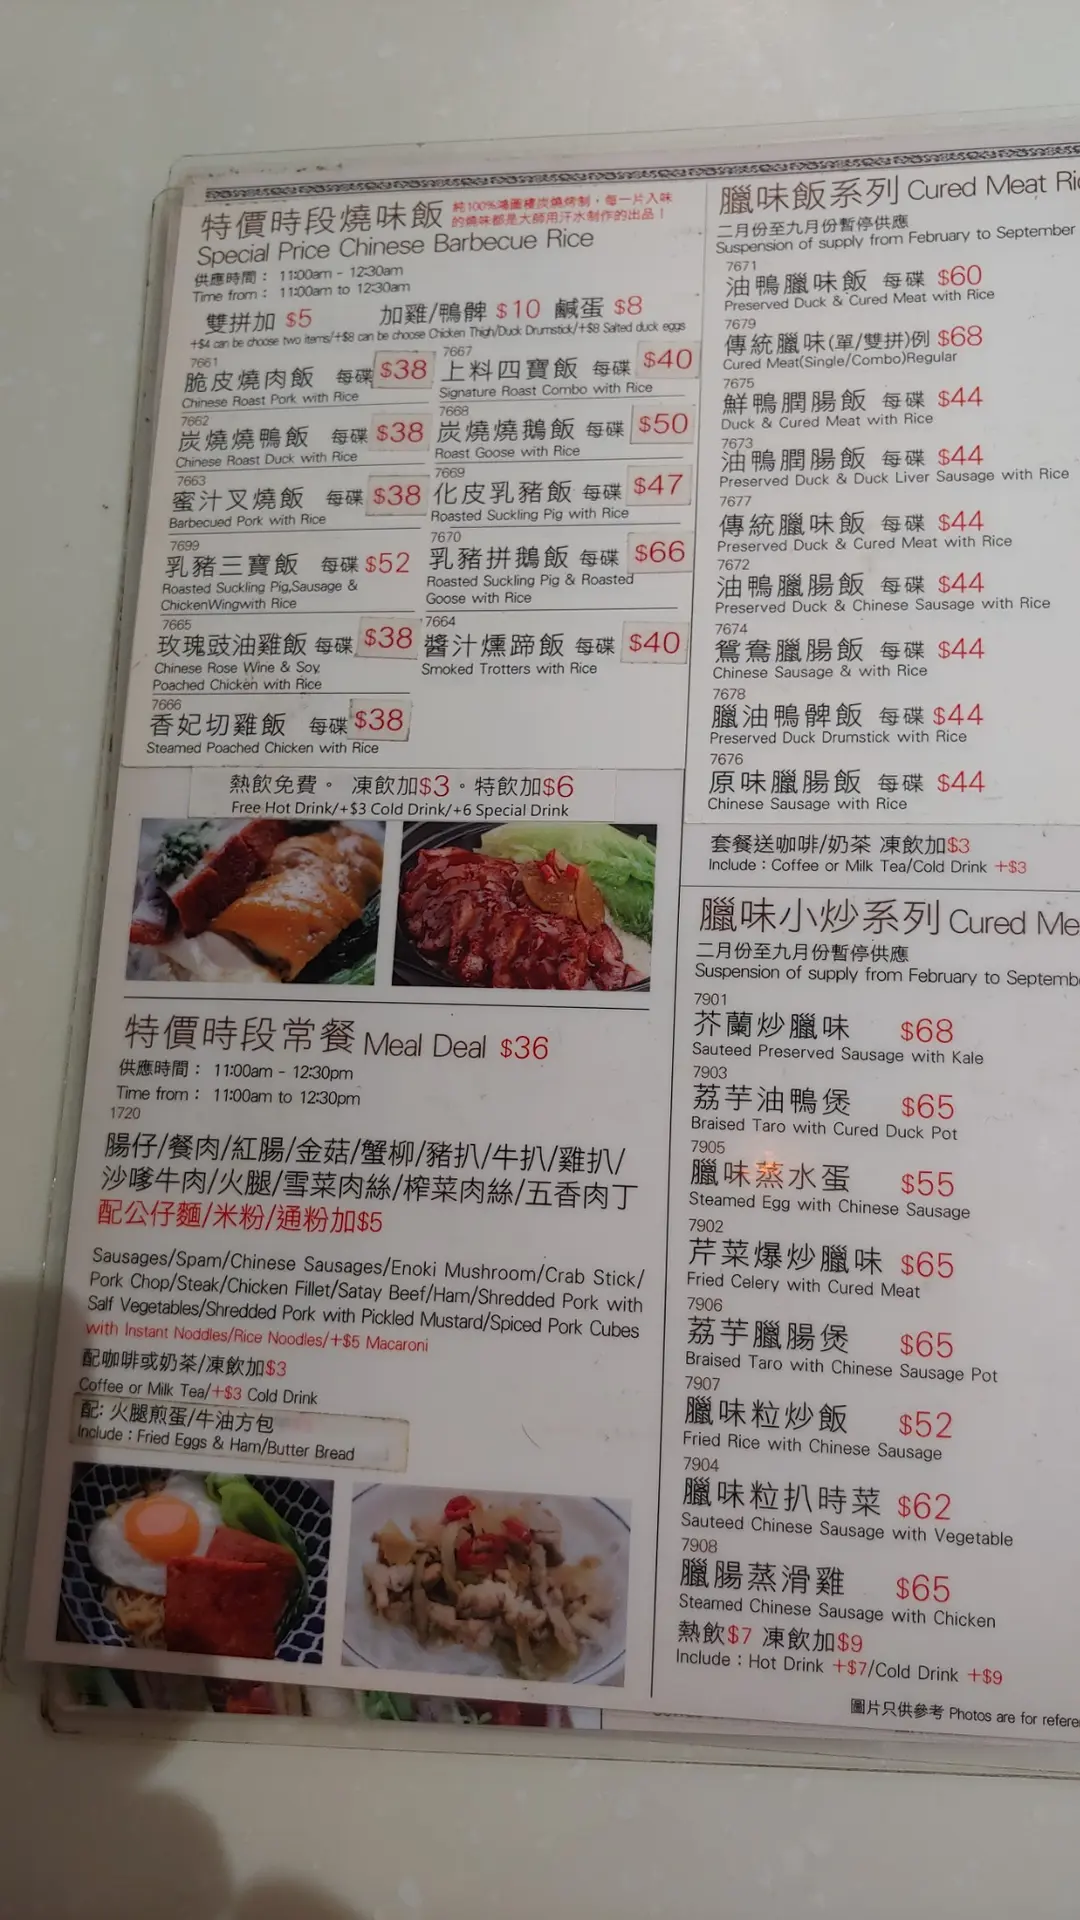 特價時段燒味飯 純100%鴻圖樓炭燒烤制，每一片入味
的燒味都是大師用汗水制作的出品！
Special Price Chinese Barbecue Rice
供應時間： 11:00am - 12:30am
Time from： 11:00am to 12:30am
雙拼加 $5 加雞/鴨髀 $10 鹹蛋 $8
+$4 can be choose two items/+$8 can be choose Chicken Thigh/Duck Drumstick/+$8 Salted duck eggs
7661
脆皮燒肉飯 每碟 $38
Chinese Roast Pork with Rice
7662
炭燒燒鴨飯 每碟 $38
Chinese Roast Duck with Rice
7663
蜜汁叉燒飯 每碟 $38
Barbecued Pork with Rice
7699
乳豬三寶飯 每碟 $52
Roasted Suckling Pig,Sausage &
ChickenWingwith Rice
7665
玫瑰豉油雞飯 每碟 $38
Chinese Rose Wine & Soy
Poached Chicken with Rice
7666
香妃切雞飯 每碟 $38
Steamed Poached Chicken with Rice
7667
上料四寶飯 每碟 $40
Signature Roast Combo with Rice
7668
炭燒燒鵝飯 每碟 $50
Roast Goose with Rice
7669
化皮乳豬飯 每碟 $47
Roasted Suckling Pig with Rice
7670
乳豬拼鵝飯 每碟 $66
Roasted Suckling Pig & Roasted
Goose with Rice
7664
醬汁燻蹄飯 每碟 $40
Smoked Trotters with Rice
熱飲免費。 凍飲加$3。特飲加$6
Free Hot Drink/+$3 Cold Drink/+6 Special Drink
特價時段常餐 Meal Deal $36
供應時間： 11:00am - 12:30pm
Time from： 11:00am to 12:30pm
1720
腸仔/餐肉/紅腸/金菇/蟹柳/豬扒/牛扒/雞扒/
沙嗲牛肉/火腿/雪菜肉絲/榨菜肉絲/五香肉丁
配公仔麵/米粉/通粉加$5
Sausages/Spam/Chinese Sausages/Enoki Mushroom/Crab Stick/
Pork Chop/Steak/Chicken Fillet/Satay Beef/Ham/Shredded Pork with
Salf Vegetables/Shredded Pork with Pickled Mustard/Spiced Pork Cubes
with Instant Noddles/Rice Noodles/+$5 Macaroni
配咖啡或奶茶/凍飲加$3
Coffee or Milk Tea/+$3 Cold Drink
配: 火腿煎蛋/牛油方包
Include：Fried Eggs & Ham/Butter Bread
臘味飯系列 Cured Meat
二月份至九月份暫停供應
Suspension of supply from February to September
7671
油鴨臘味飯 每碟 $60
Preserved Duck & Cured Meat with Rice
7679
傳統臘味(單/雙拼)例 $68
Cured Meat(Single/Combo)Regular
7675
鮮鴨膶腸飯 每碟 $44
Duck & Cured Meat with Rice
7673
油鴨膶腸飯 每碟 $44
Preserved Duck & Duck Liver Sausage with Rice
7677
傳統臘味飯 每碟 $44
Preserved Duck & Cured Meat with Rice
7672
油鴨臘腸飯 每碟 $44
Preserved Duck & Chinese Sausage with Rice
7674
鴛鴦臘腸飯 每碟 $44
Chinese Sausage & with Rice
7678
臘油鴨髀飯 每碟 $44
Preserved Duck Drumstick with Rice
7676
原味臘腸飯 每碟 $44
Chinese Sausage with Rice
套餐送咖啡/奶茶 凍飲加$3
Include：Coffee or Milk Tea/Cold Drink +$3
臘味小炒系列 Cured
二月份至九月份暫停供應
Suspension of supply from February to
7901
芥蘭炒臘味 $68
Sauteed Preserved Sausage with Kale
7903
荔芋油鴨煲 $65
Braised Taro with Cured Duck Pot
7905
臘味蒸水蛋 $55
Steamed Egg with Chinese Sausage
7902
芹菜爆炒臘味 $65
Fried Celery with Cured Meat
7906
荔芋臘腸煲 $65
Braised Taro with Chinese Sausage Pot
7907
臘味粒炒飯 $52
Fried Rice with Chinese Sausage
7904
臘味粒扒時菜 $62
Sauteed Chinese Sausage with Vegetable
7908
臘腸蒸滑雞 $65
Steamed Chinese Sausage with Chicken
熱飲$7 凍飲加$9
Include：Hot Drink +$7/Cold Drink +$9
圖片只供參考 Photos are for